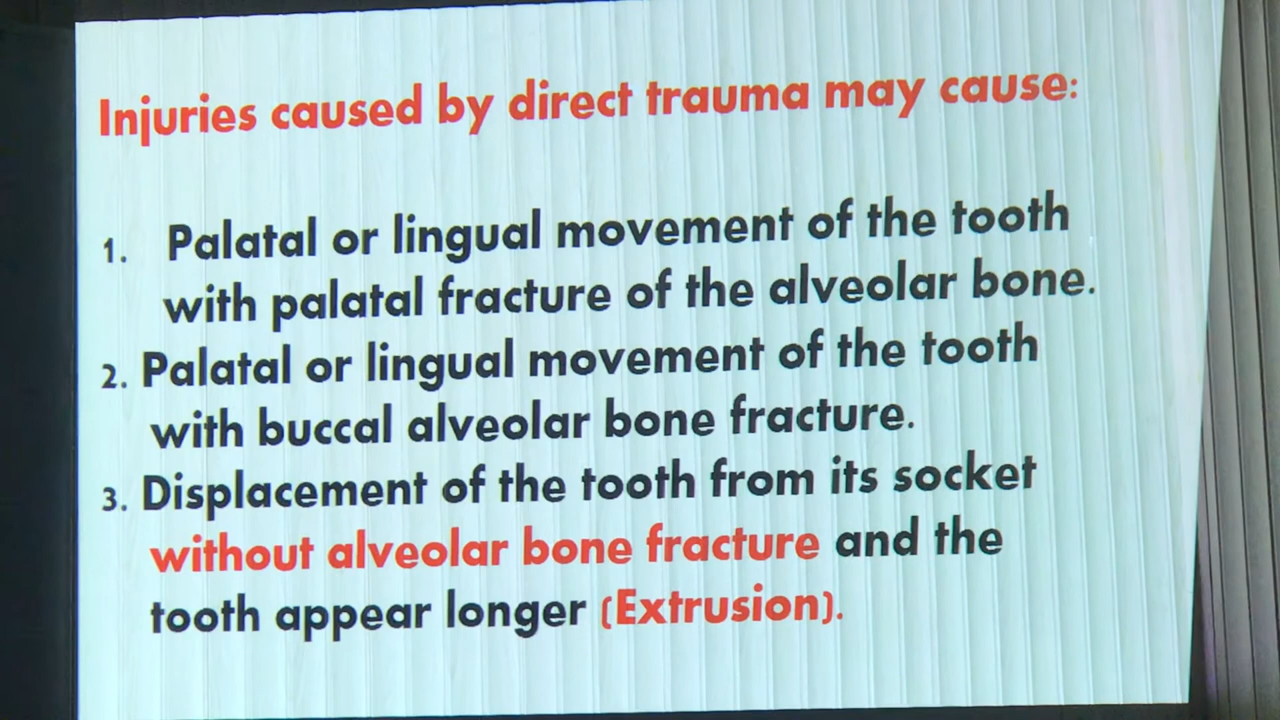 Injuries caused by direct trauma may cause:
1. Palatal or lingual movement of the tooth
with palatal fracture of the alveolar bone.
2. Palatal or lingual movement of the tooth
with buccal alveolar bone fracture.
3. Displacement of the tooth from its socket
without alveolar bone fracture and the
tooth appear longer (Extrusion).